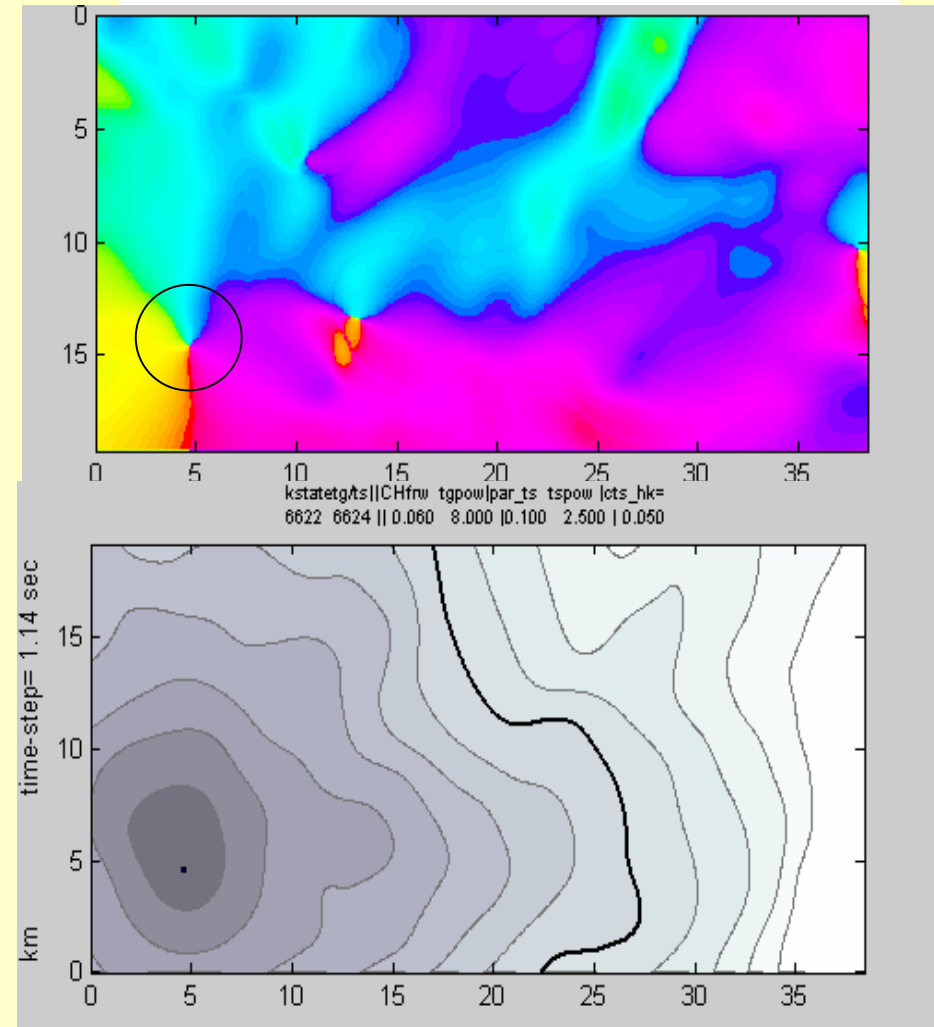 0
5
10
15
0 5 10 15 20 25 30 35
kstatetg/ts||CHfrw tgpow|par_ts tspow |cts_hk=
6622 6624 || 0.060 8.000 |0.100 2.500 | 0.050
time-step= 1.14 sec
km
15
10
5
0
0 5 10 15 20 25 30 35